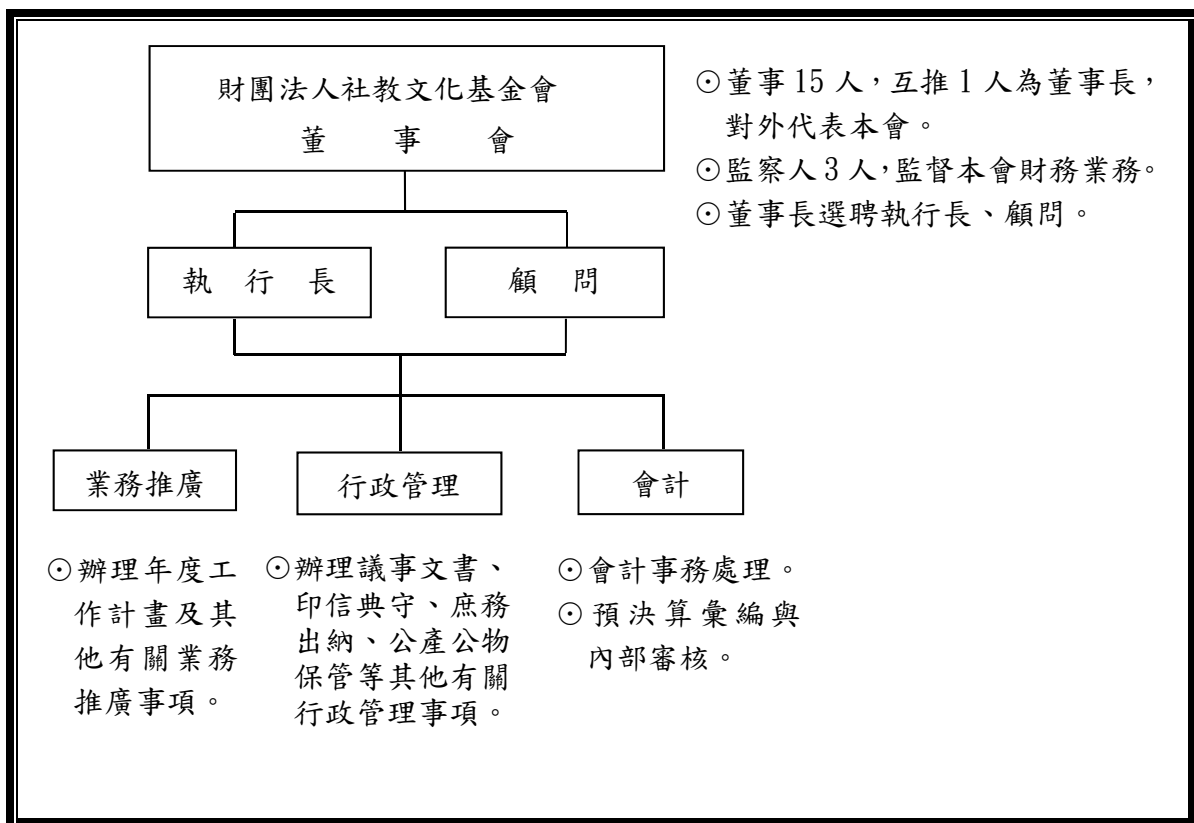 財團法人社教文化基金會
董事會
⊙董事 15 人，互推 1 人為董事長，
對外代表本會。
⊙監察人 3 人，監督本會財務業務。
⊙董事長選聘執行長、顧問。
執行長
顧問
業務推廣
行政管理
會計
⊙辦理年度工
作計畫及其
他有關業務
推廣事項。
⊙辦理議事文書、
印信典守、庶務
出納、公產公物
保管等其他有關
行政管理事項。
⊙會計事務處理。
⊙預決算彙編與
內部審核。